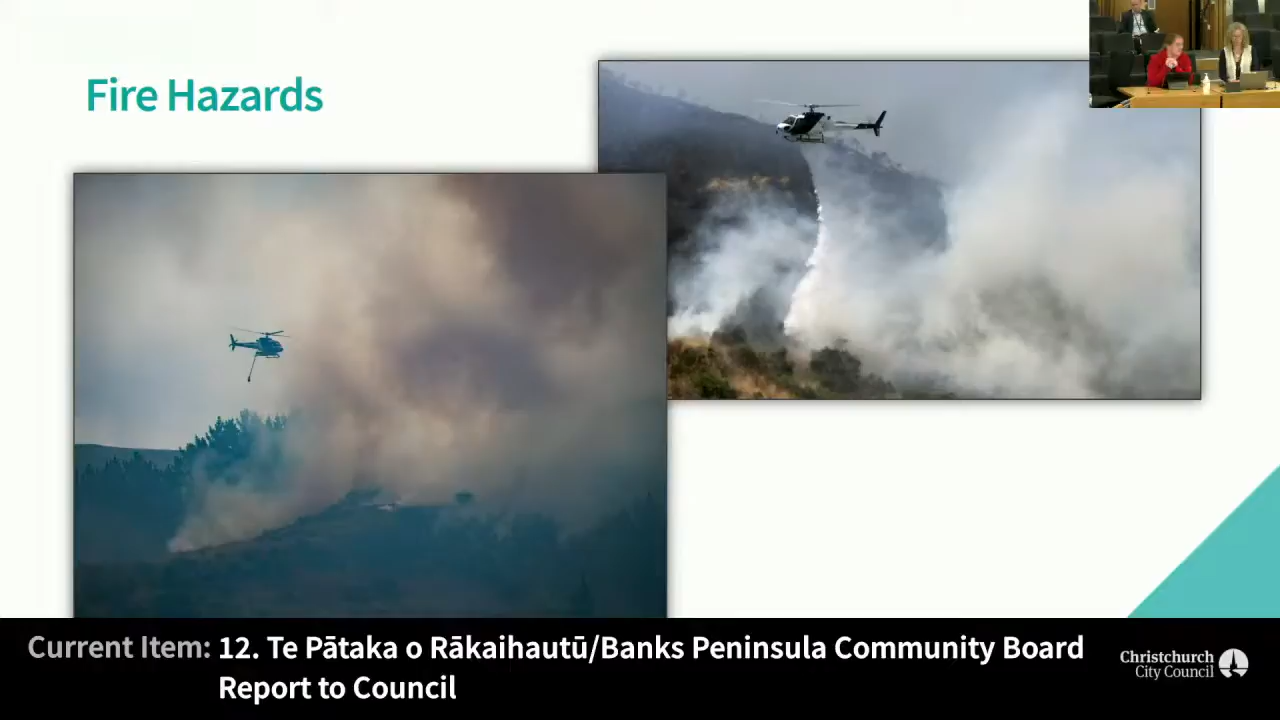 Fire Hazards
Current Item: 12. Te Pātaka o Rākaihautū/Banks Peninsula Community Board
Report to Council
Christchurch
City Council